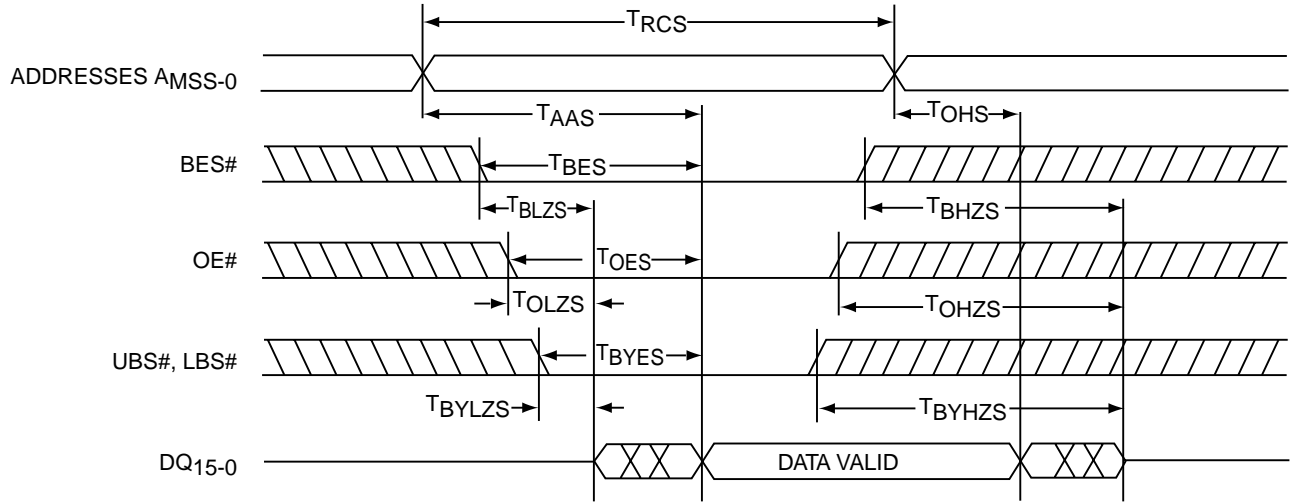 TRCS
ADDRESSES AMSS-0
TAAS
TOHS
BES#
TBES
TBLZS
TBHZS
OE#
TOES
TOLZS
TOHZS
UBS#, LBS#
TBYES
TBYLZS
TBYHZS
DQ15-0
DATA VALID